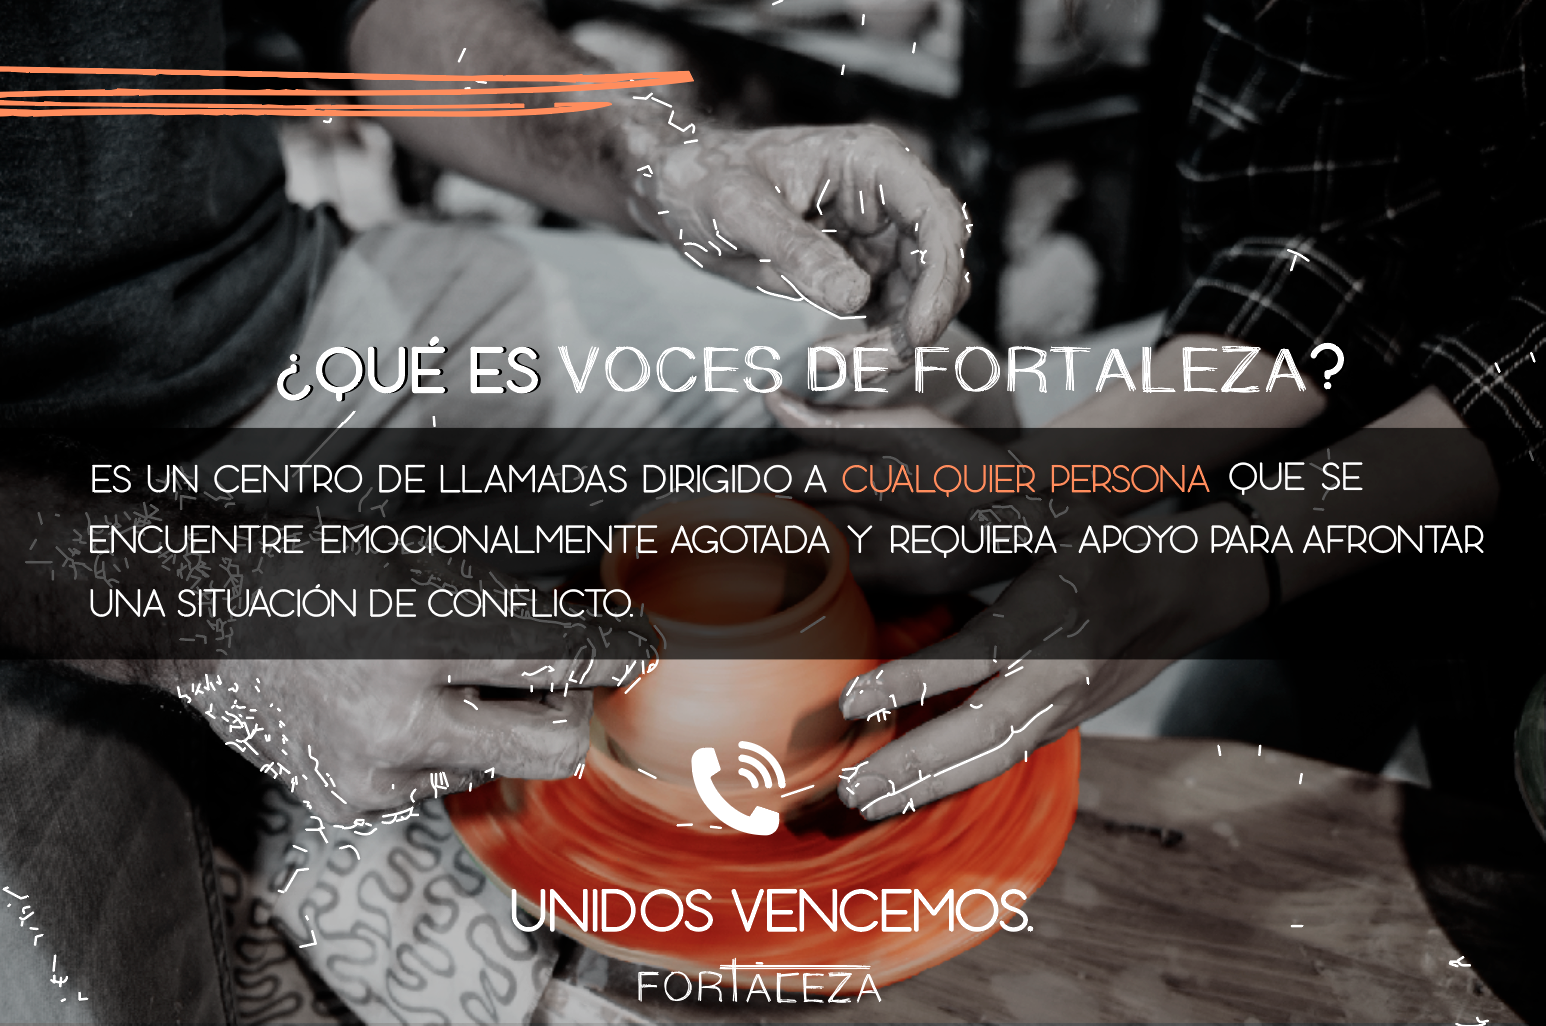 ¿QUÉ ES VOCES DE FORTALEZA?
ES UN CENTRO DE LLAMADAS DIRIGIDO A CUALQUIER PERSONA QUE SE
ENCUENTRE EMOCIONALMENTE AGOTADA Y REQUIERA APOYO PARA AFRONTAR
UNA SITUACIÓN DE CONFLICTO.
UNIDOS VENCEMOS.
FORTALEZA